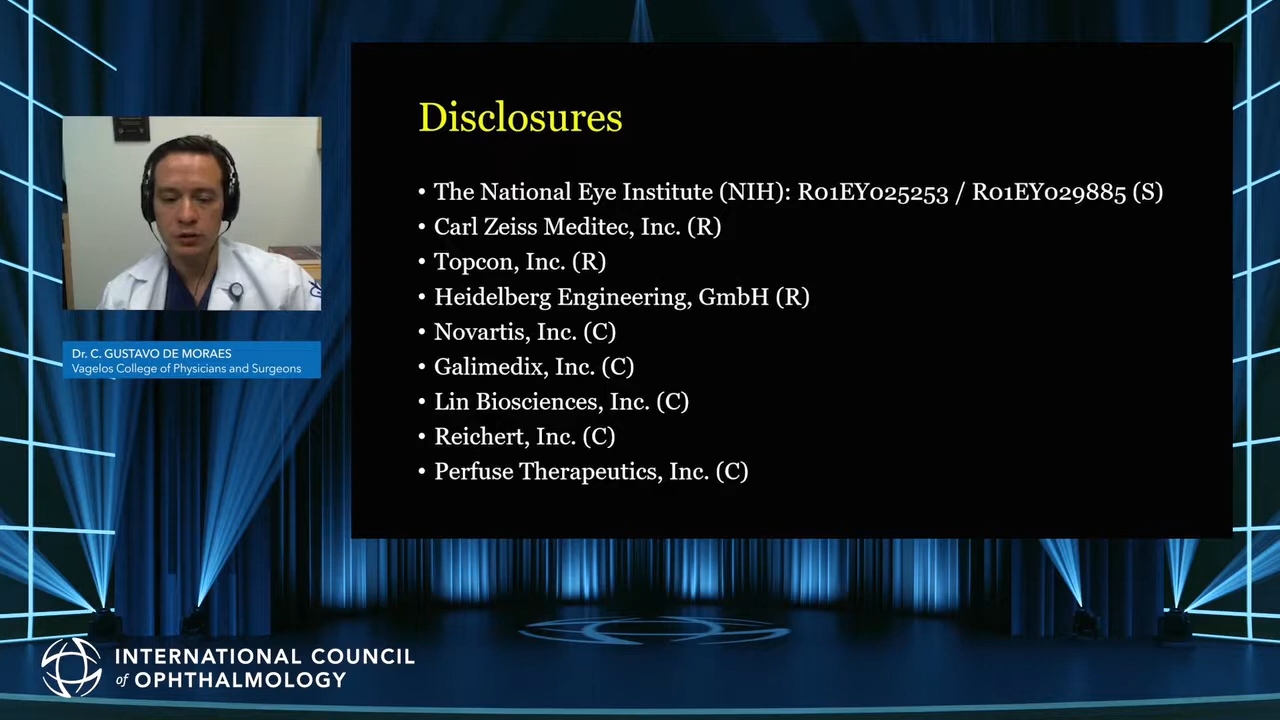 Disclosures
• The National Eye Institute (NIH): R01EY025253 / R01EY029885 (S)
• Carl Zeiss Meditec, Inc. (R)
• Topcon, Inc. (R)
• Heidelberg Engineering, GmbH (R)
• Novartis, Inc. (C)
• Galimedix, Inc. (C)
• Lin Biosciences, Inc. (C)
• Reichert, Inc. (C)
• Perfuse Therapeutics, Inc. (C)
Dr. C. GUSTAVO DE MORAES
Vagelos College of Physicians and Surgeons
INTERNATIONAL COUNCIL
of OPHTHALMOLOGY